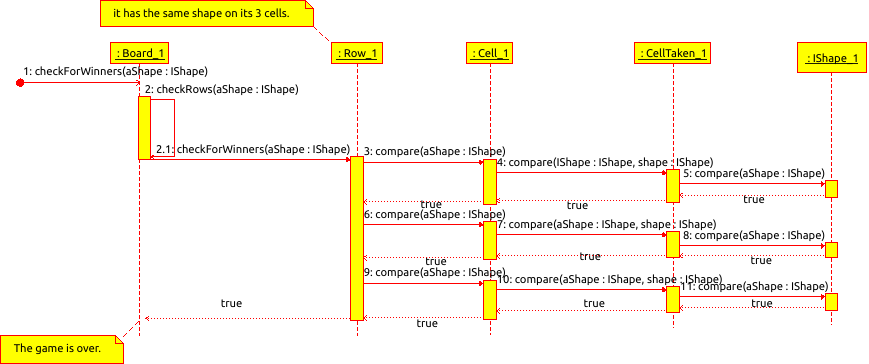 it has the same shape on its 3 cells.
: Board_1
: Row_1
: Cell_1
: CellTaken_1
: IShape_1
1: checkForWinners(aShape : IShape)
2: checkRows(aShape : IShape)
2.1: checkForWinners(aShape : IShape)
3: compare(aShape : IShape)
4: compare(IShape : IShape, shape : IShape)
5: compare(aShape : IShape)
true
true
true
6: compare(aShape : IShape)
7: compare(aShape : IShape, shape : IShape)
8: compare(aShape : IShape)
true
true
true
9: compare(aShape : IShape)
10: compare(aShape : IShape, shape : IShape)
11: compare(aShape : IShape)
true
true
true
true
The game is over.